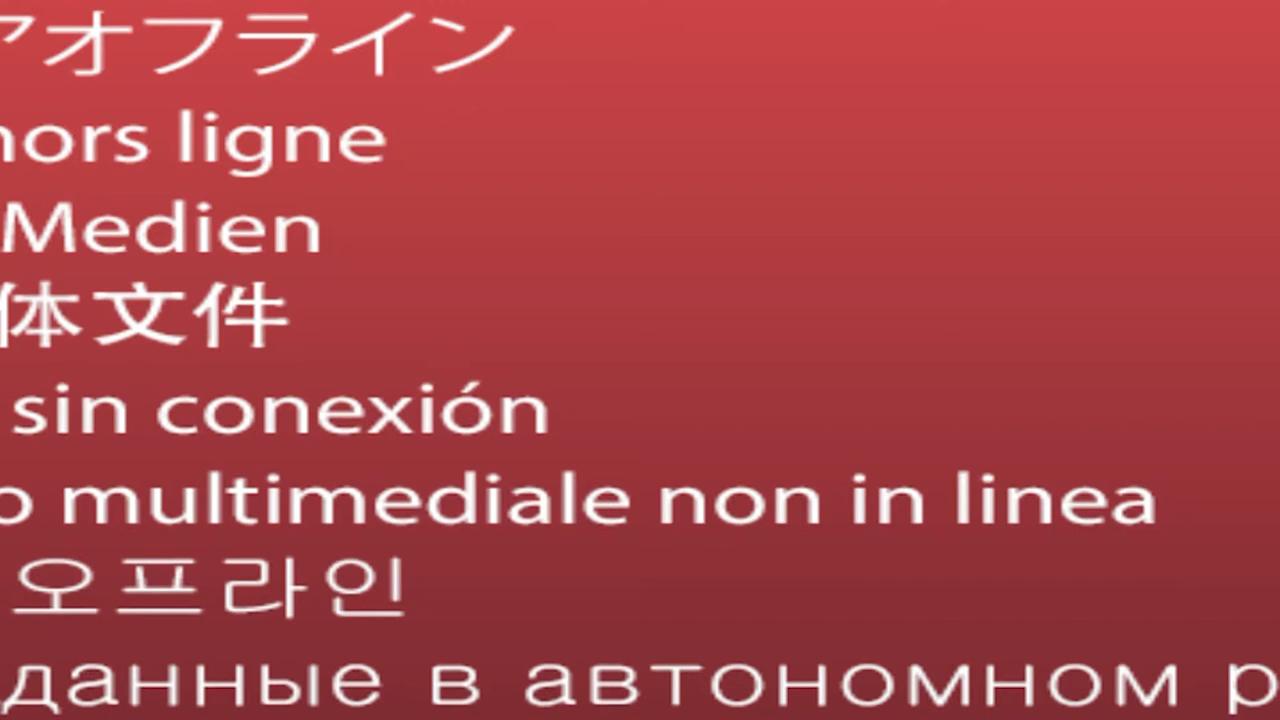 アオフライン
hors ligne
Medien
体文件
sin conexión
o multimediale non in linea
오프라인
данные в автономном р